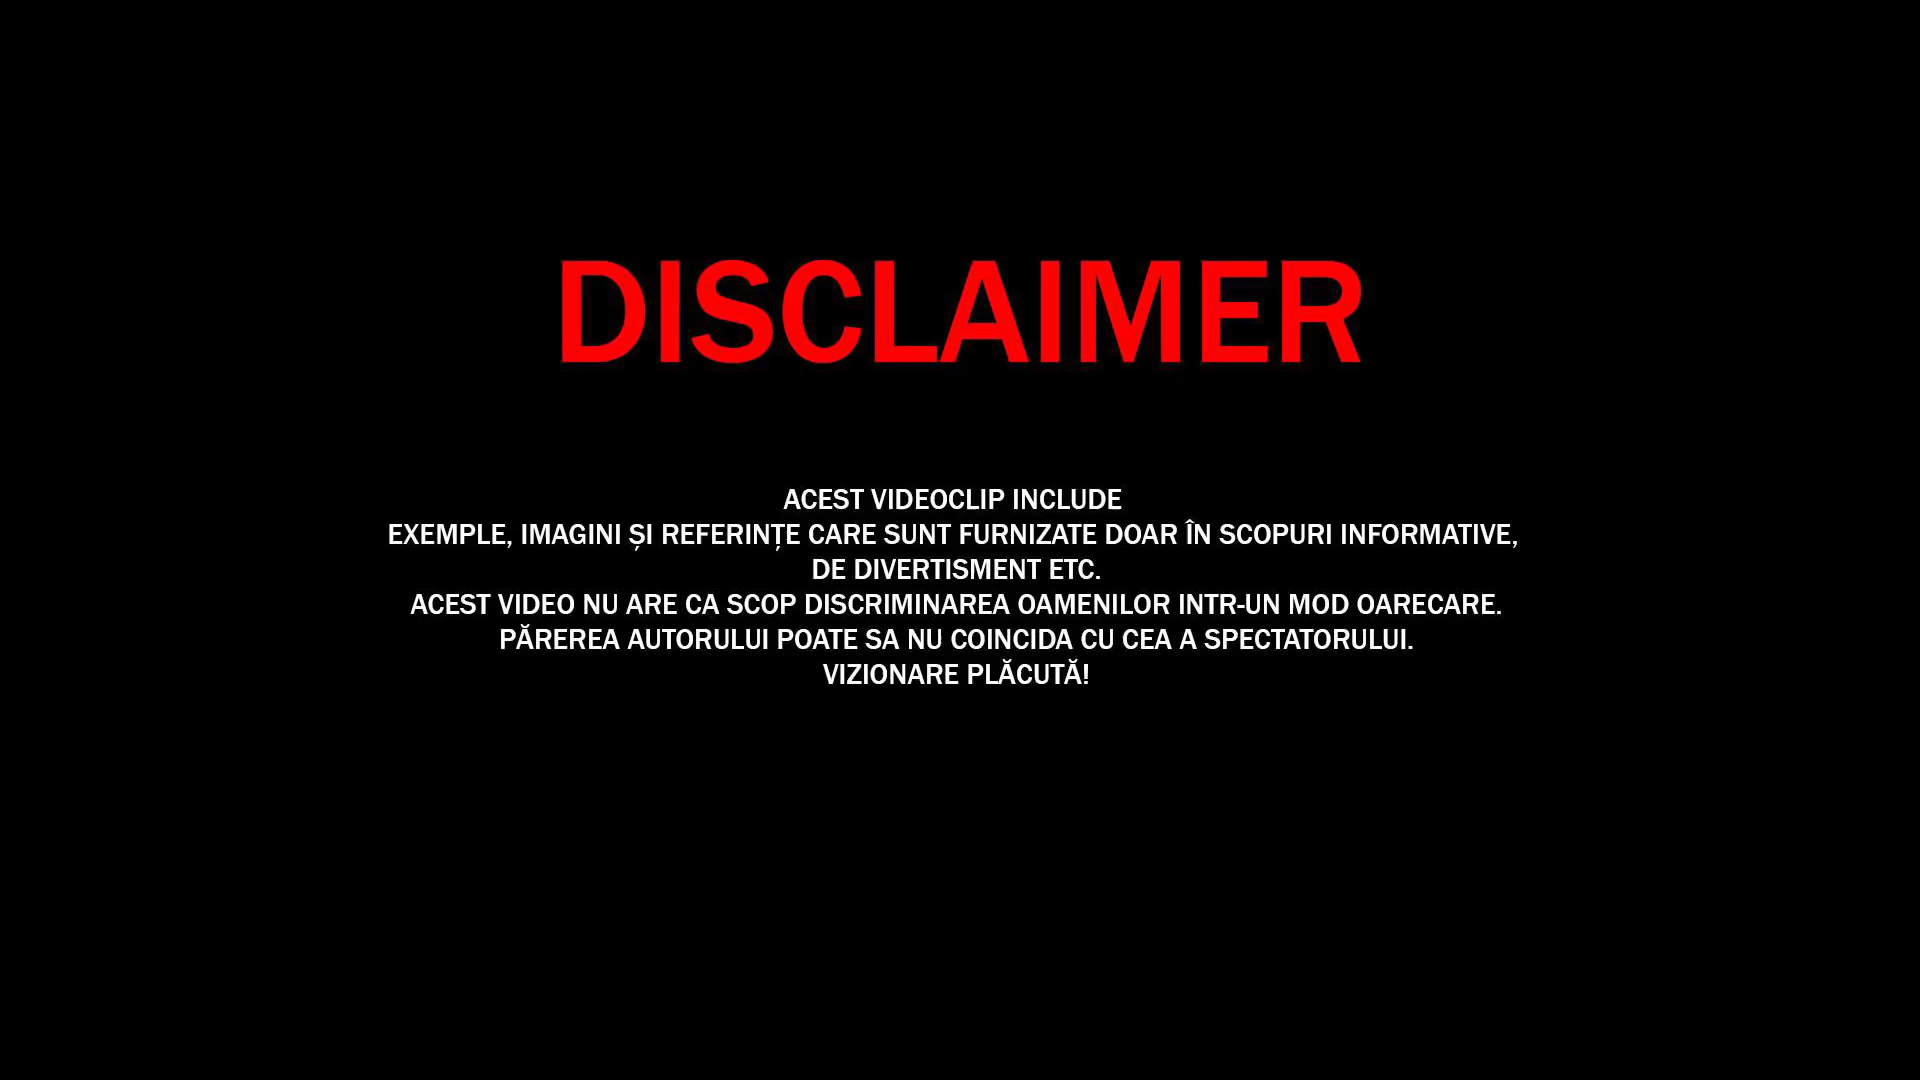 DISCLAIMER
ACEST VIDEOCLIP INCLUDE
EXEMPLE, IMAGINI ȘI REFERINȚE CARE SUNT FURNIZATE DOAR ÎN SCOPURI INFORMATIVE,
DE DIVERTISMENT ETC.
ACEST VIDEO NU ARE CA SCOP DISCRIMINAREA OAMENILOR INTR-UN MOD OARECARE.
PĂREREA AUTORULUI POATE SA NU COINCIDA CU CEA A SPECTATORULUI.
VIZIONARE PLĂCUTĂ!